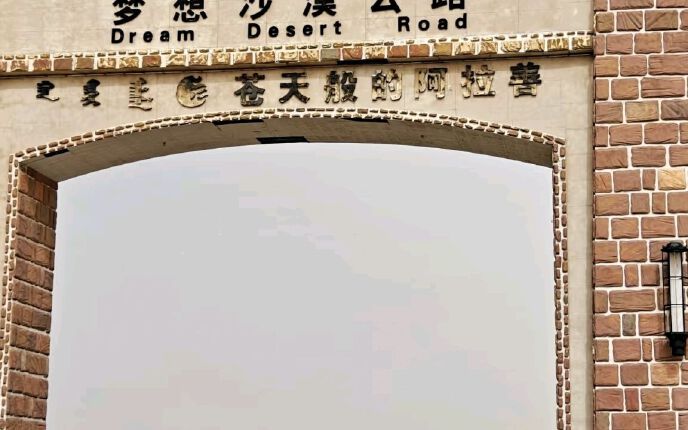 梦想沙漠公路
Dream Desert Road
苍天般的阿拉善